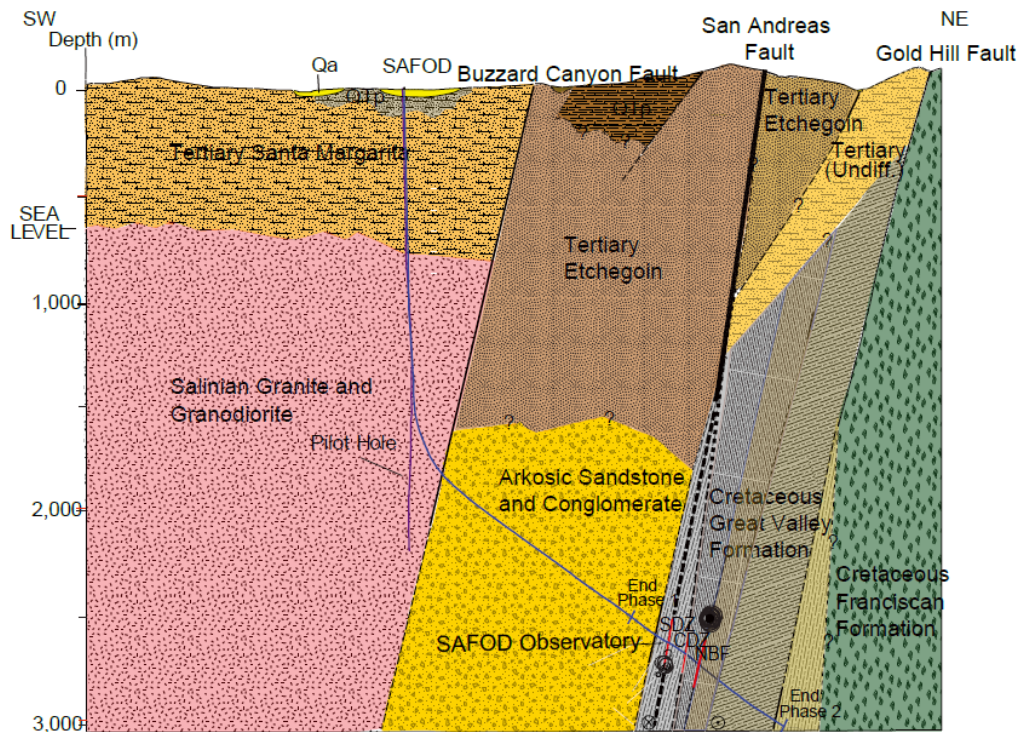 SW
NE
Depth (m)
San Andreas
Fault
Gold Hill Fault
Qa
SAFOD
Buzzard Canyon Fault
0
QTp
QTp
Tertiary
Etchegoin
Tertiary Santa Margarita
Tertiary
(Undiff.)
?
SEA
LEVEL
Tertiary
Etchegoin
1,000
Salinian Granite and
Granodiorite
?
?
Pilot Hole
Arkosic Sandstone
and Conglomerate
Cretaceous
Great Valley
Formation
2,000
Cretaceous
Franciscan
Formation
End
Phase
SDZ
CDZ
NBF
SAFOD Observatory
End
Phase 2
3,000